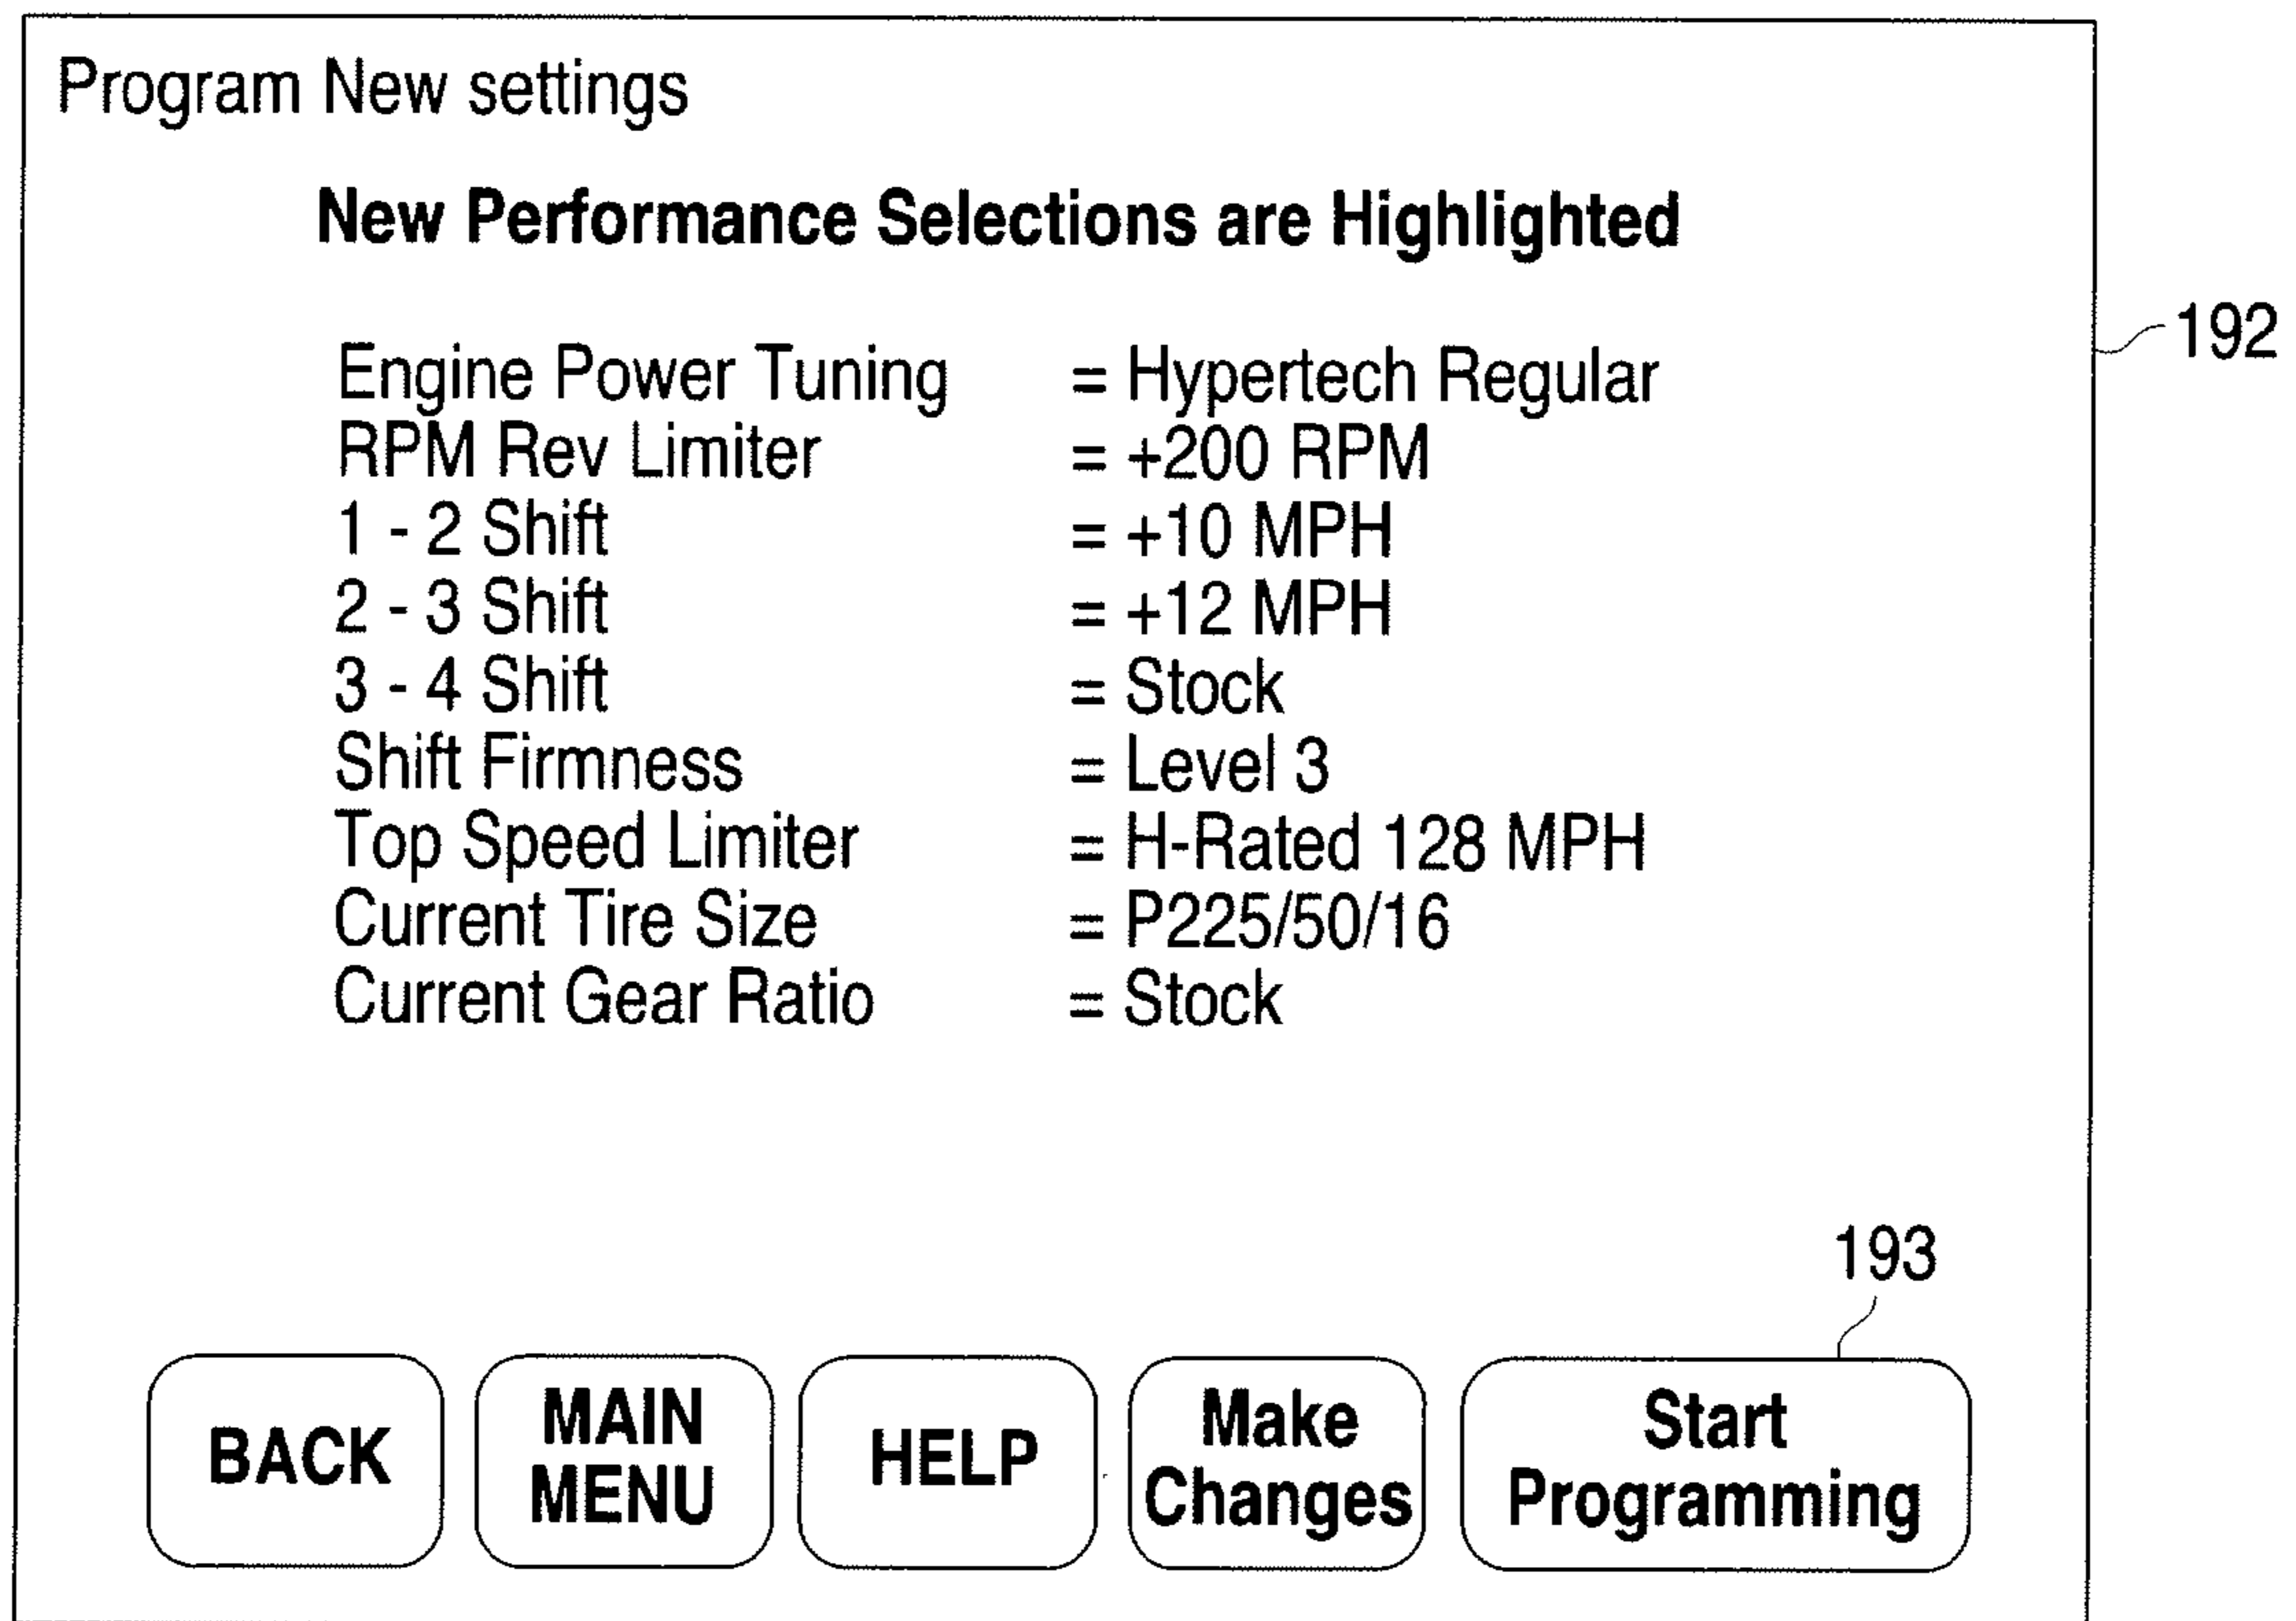 Program New settings
New Performance Selections are Highlighted
192
Engine Power Tuning = Hypertech Regular
RPM Rev Limiter = +200 RPM
1 - 2 Shift = +10 MPH
2 - 3 Shift = +12 MPH
3 - 4 Shift = Stock
Shift Firmness = Level 3
Top Speed Limiter = H-Rated 128 MPH
Current Tire Size = P225/50/16
Current Gear Ratio = Stock
193
BACK
MAIN
MENU
HELP
Make
Changes
Start
Programming